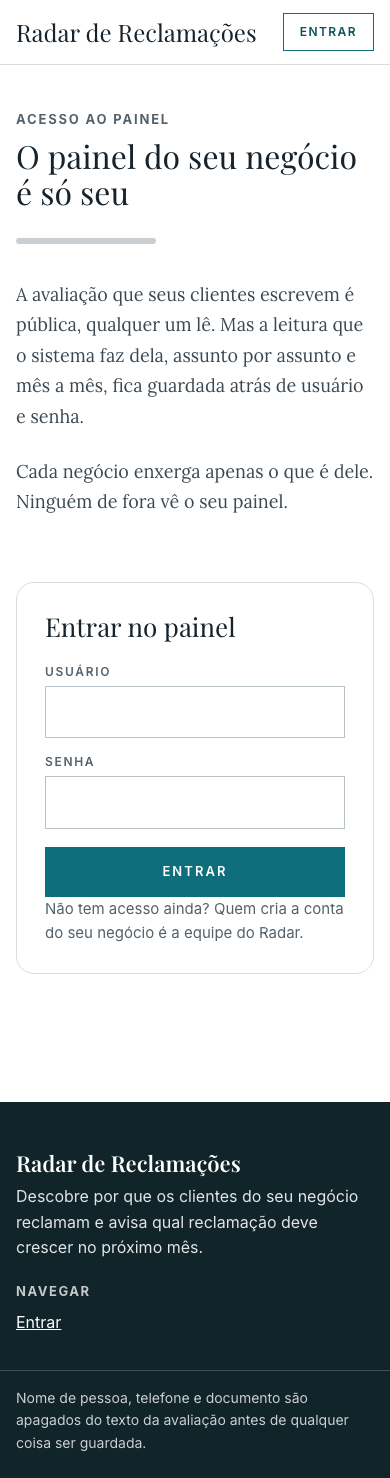 Radar de Reclamações
ENTRAR
ACESSO AO PAINEL
O painel do seu negócio
é só seu
A avaliação que seus clientes escrevem é
pública, qualquer um lê. Mas a leitura que
o sistema faz dela, assunto por assunto e
mês a mês, fica guardada atrás de usuário
e senha.
Cada negócio enxerga apenas o que é dele.
Ninguém de fora vê o seu painel.
Entrar no painel
USUÁRIO
SENHA
ENTRAR
Não tem acesso ainda? Quem cria a conta
do seu negócio é a equipe do Radar.
Radar de Reclamações
Descobre por que os clientes do seu negócio
reclamam e avisa qual reclamação deve
crescer no próximo mês.
NAVEGAR
Entrar
Nome de pessoa, telefone e documento são
apagados do texto da avaliação antes de qualquer
coisa ser guardada.